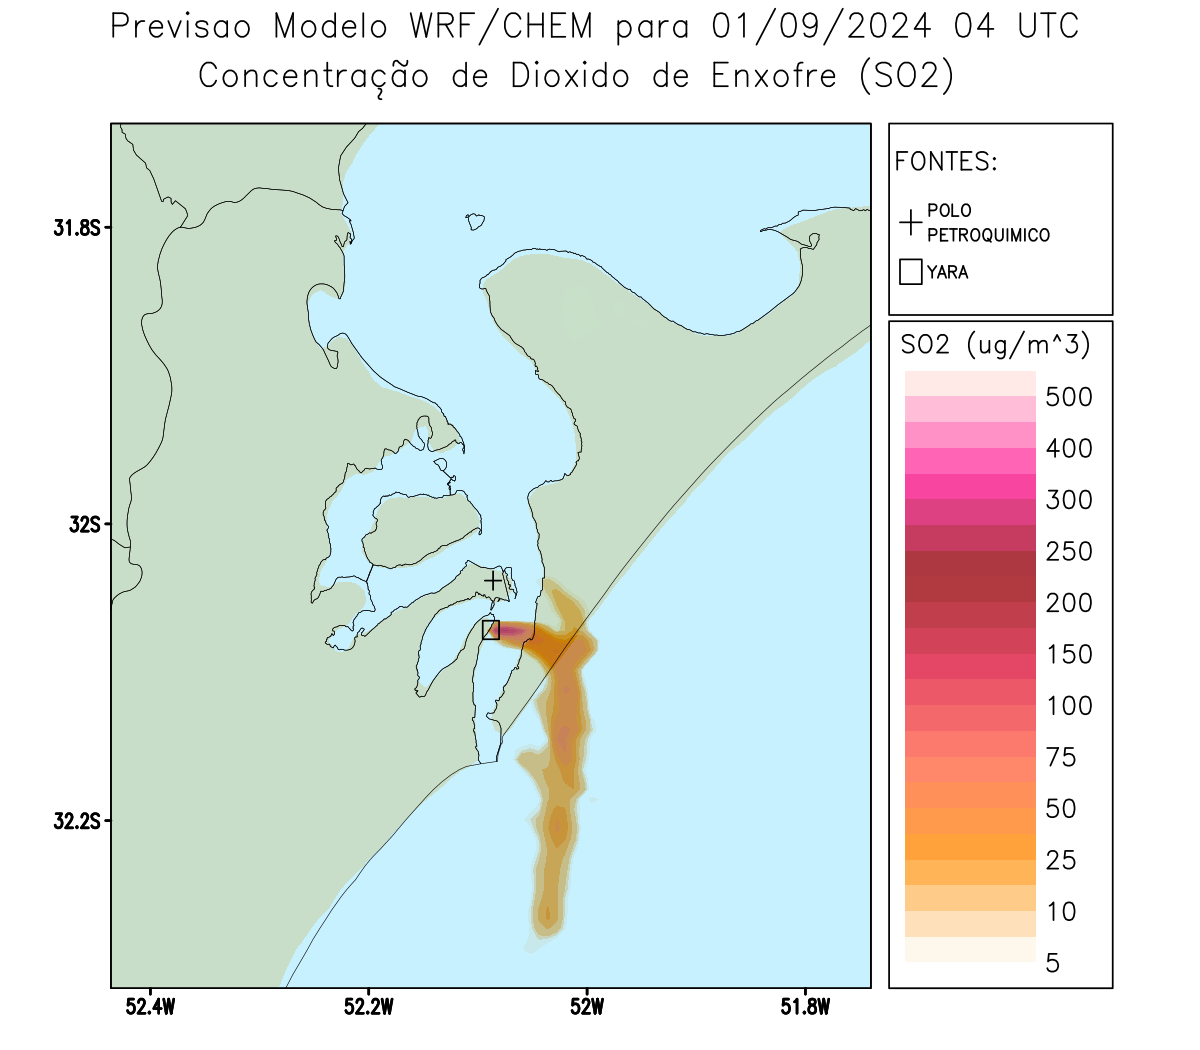 Previsao Modelo WRF/CHEM para 01/09/2024 04 UTC
Concentração de Dioxido de Enxofre (SO2)
FONTES:
POLO
PETROQUIMICO
YARA
SO2 (ug/m^3)
500
400
300
250
200
150
100
75
50
25
10
5
31.8S
32S
32.2S
52.4W
52.2W
52W
51.8W